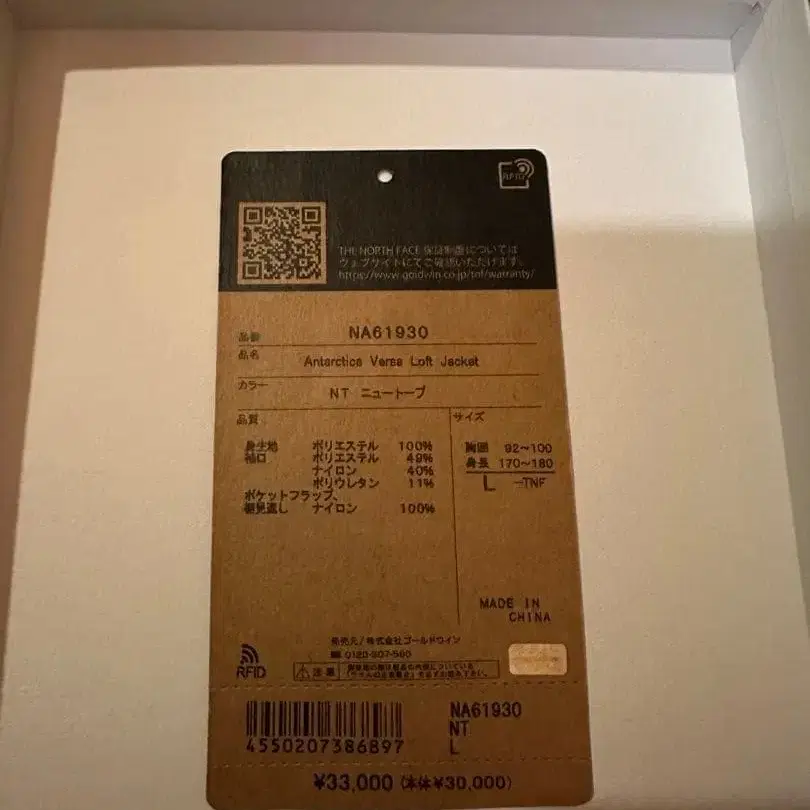 RFID
THE NORTH FACE 保証制度については
ウェブサイトにてご確認いただけます。
https://www.goldwin.co.jp/tnf/warranty/
品番 NA61930
品名 Antarctica Versa Loft Jacket
カラー NT ニュートープ
品質 サイズ
身生地 ポリエステル 100%
袖口 ポリエステル 49%
ナイロン 40%
ポリウレタン 11%
ポケットフラップ、
裾見返し ナイロン 100%
胸囲 92~100
身長 170~180
L -TNF
MADE IN
CHINA
発売元/株式会社ゴールドウイン
0120-307-560
RFID
注意
4550207386897
NA61930
NT
L
¥33,000 (本体¥30,000)